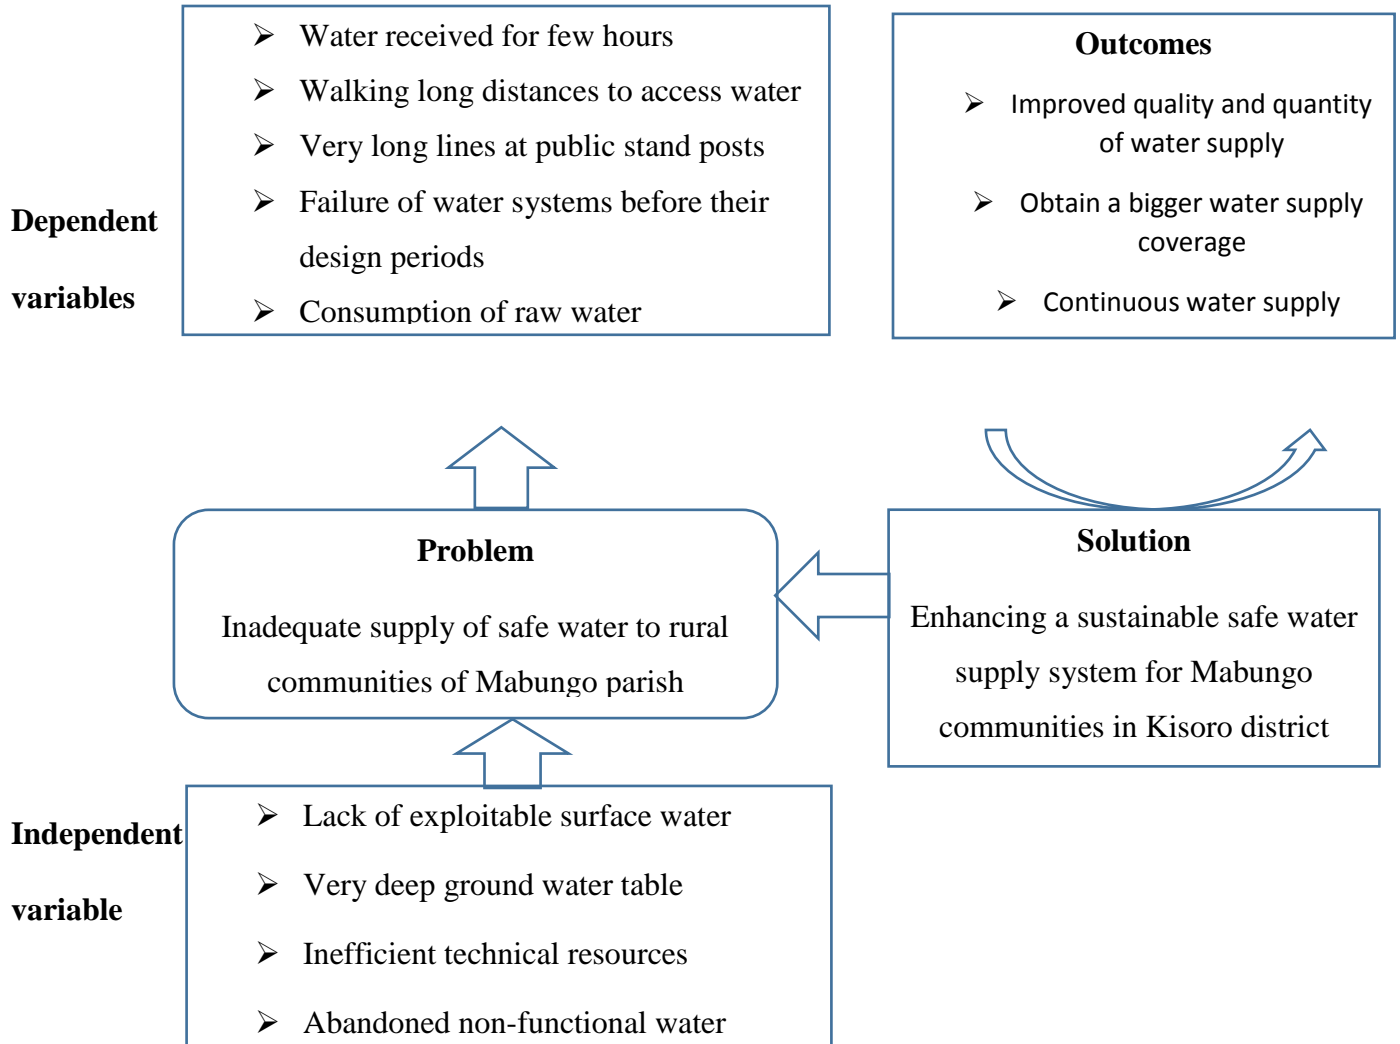 ➢ Water received for few hours
➢ Walking long distances to access water
➢ Very long lines at public stand posts
➢ Failure of water systems before their
design periods
➢ Consumption of raw water
Dependent
variables
Outcomes
➢ Improved quality and quantity
of water supply
➢ Obtain a bigger water supply
coverage
➢ Continuous water supply
Problem
Inadequate supply of safe water to rural
communities of Mabungo parish
Solution
Enhancing a sustainable safe water
supply system for Mabungo
communities in Kisoro district
Independent
variable
➢ Lack of exploitable surface water
➢ Very deep ground water table
➢ Inefficient technical resources
➢ Abandoned non-functional water